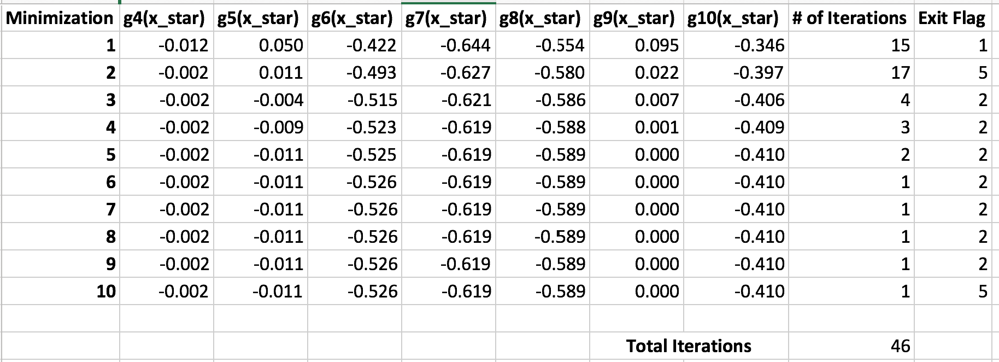 Minimization g4(x_star) g5(x_star) g6(x_star) g7(x_star) g8(x_star) g9(x_star) g10(x_star) # of Iterations Exit Flag
1 -0.012 0.050 -0.422 -0.644 -0.554 0.095 -0.346 15 1
2 -0.002 0.011 -0.493 -0.627 -0.580 0.022 -0.397 17 5
3 -0.002 -0.004 -0.515 -0.621 -0.586 0.007 -0.406 4 2
4 -0.002 -0.009 -0.523 -0.619 -0.588 0.001 -0.409 3 2
5 -0.002 -0.011 -0.525 -0.619 -0.589 0.000 -0.410 2 2
6 -0.002 -0.011 -0.526 -0.619 -0.589 0.000 -0.410 1 2
7 -0.002 -0.011 -0.526 -0.619 -0.589 0.000 -0.410 1 2
8 -0.002 -0.011 -0.526 -0.619 -0.589 0.000 -0.410 1 2
9 -0.002 -0.011 -0.526 -0.619 -0.589 0.000 -0.410 1 2
10 -0.002 -0.011 -0.526 -0.619 -0.589 0.000 -0.410 1 5
Total Iterations 46